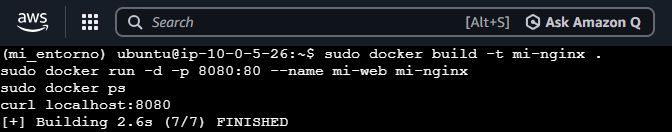 aws Search [Alt+S] Ask Amazon Q
(mi_entorno) ubuntu@ip-10-0-5-26:~$ sudo docker build -t mi-nginx .
sudo docker run -d -p 8080:80 --name mi-web mi-nginx
sudo docker ps
curl localhost:8080
[+] Building 2.6s (7/7) FINISHED